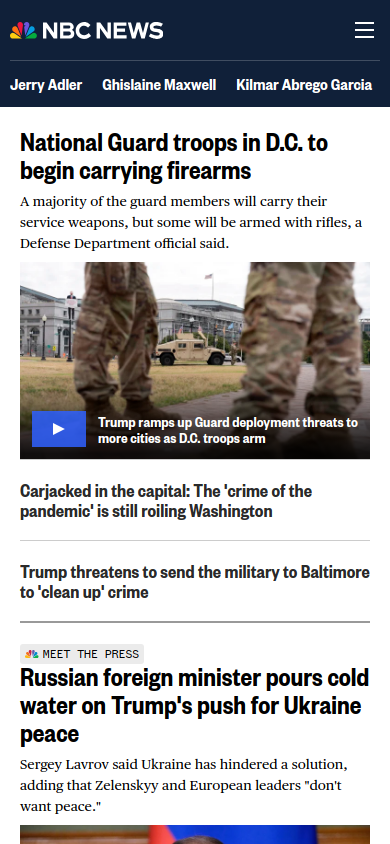 NBC NEWS
Jerry Adler Ghislaine Maxwell Kilmar Abrego Garcia
National Guard troops in D.C. to
begin carrying firearms
A majority of the guard members will carry their
service weapons, but some will be armed with rifles, a
Defense Department official said.
Trump ramps up Guard deployment threats to
more cities as D.C. troops arm
Carjacked in the capital: The 'crime of the
pandemic' is still roiling Washington
Trump threatens to send the military to Baltimore
to 'clean up' crime
MEET THE PRESS
Russian foreign minister pours cold
water on Trump's push for Ukraine
peace
Sergey Lavrov said Ukraine has hindered a solution,
adding that Zelenskyy and European leaders "don't
want peace."